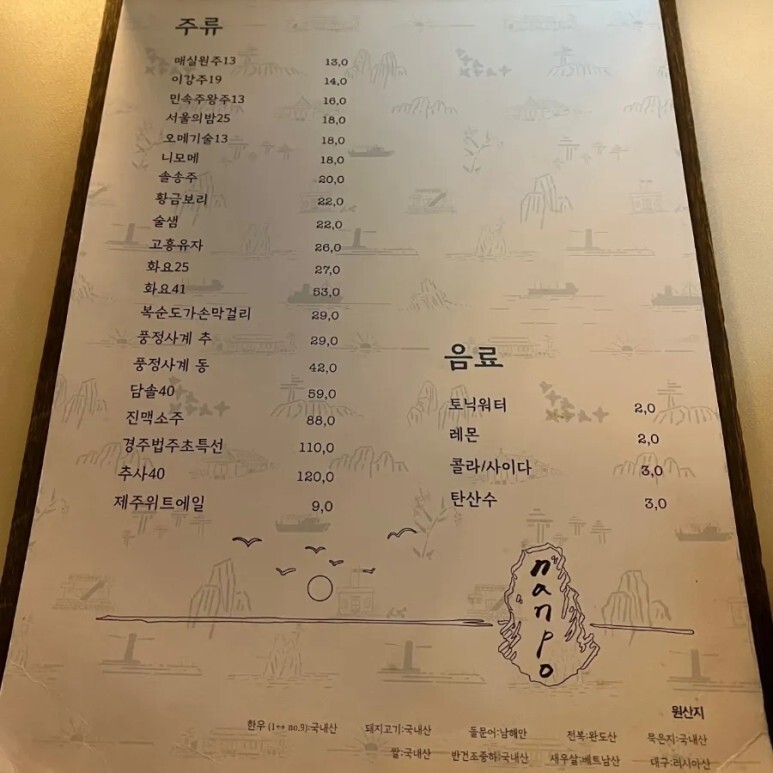 주류
매실원주13 13,0
이강주19 14,0
민속주왕주13 16,0
서울의밤25 18,0
오메기술13 18,0
니모메 18,0
솔송주 20,0
황금보리 22,0
술샘 22,0
고흥유자 26,0
화요25 27,0
화요41 53,0
복순도가손막걸리 29,0
풍정사계 추 29,0
풍정사계 동 42,0
담솔40 59,0
진맥소주 88,0
경주법주초특선 110,0
추사40 120,0
제주위트에일 9,0
음료
토닉워터 2,0
레몬 2,0
콜라/사이다 3,0
탄산수 3,0
nanpo
원산지
한우 (1++ no.9):국내산 돼지고기:국내산 돌문어:남해안 전복:완도산 묵은지:국내산
쌀:국내산 반건조중하:국내산 새우살:베트남산 대구:러시아산